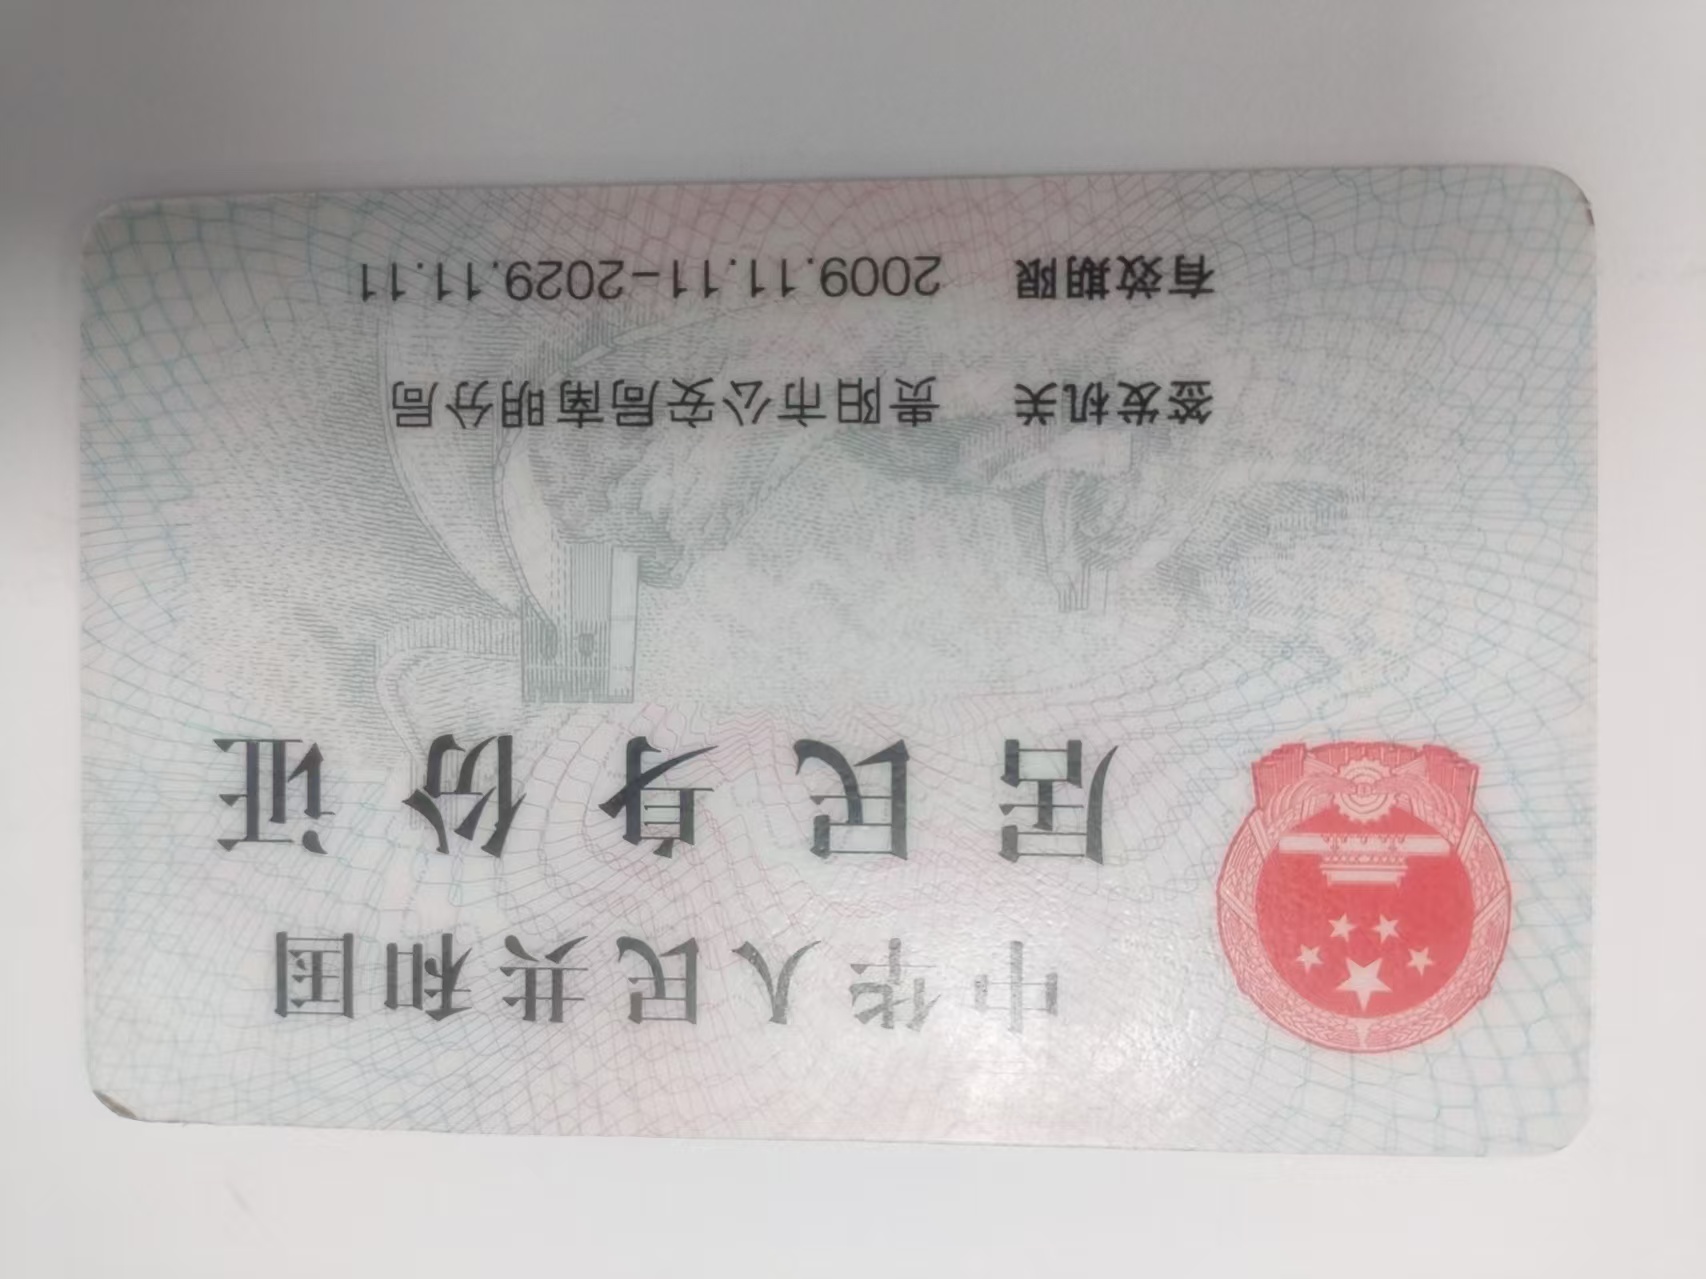 中华人民共和国
居民身份证
签发机关 贵阳市公安局南明分局
有效期限 2009.11.11-2029.11.11